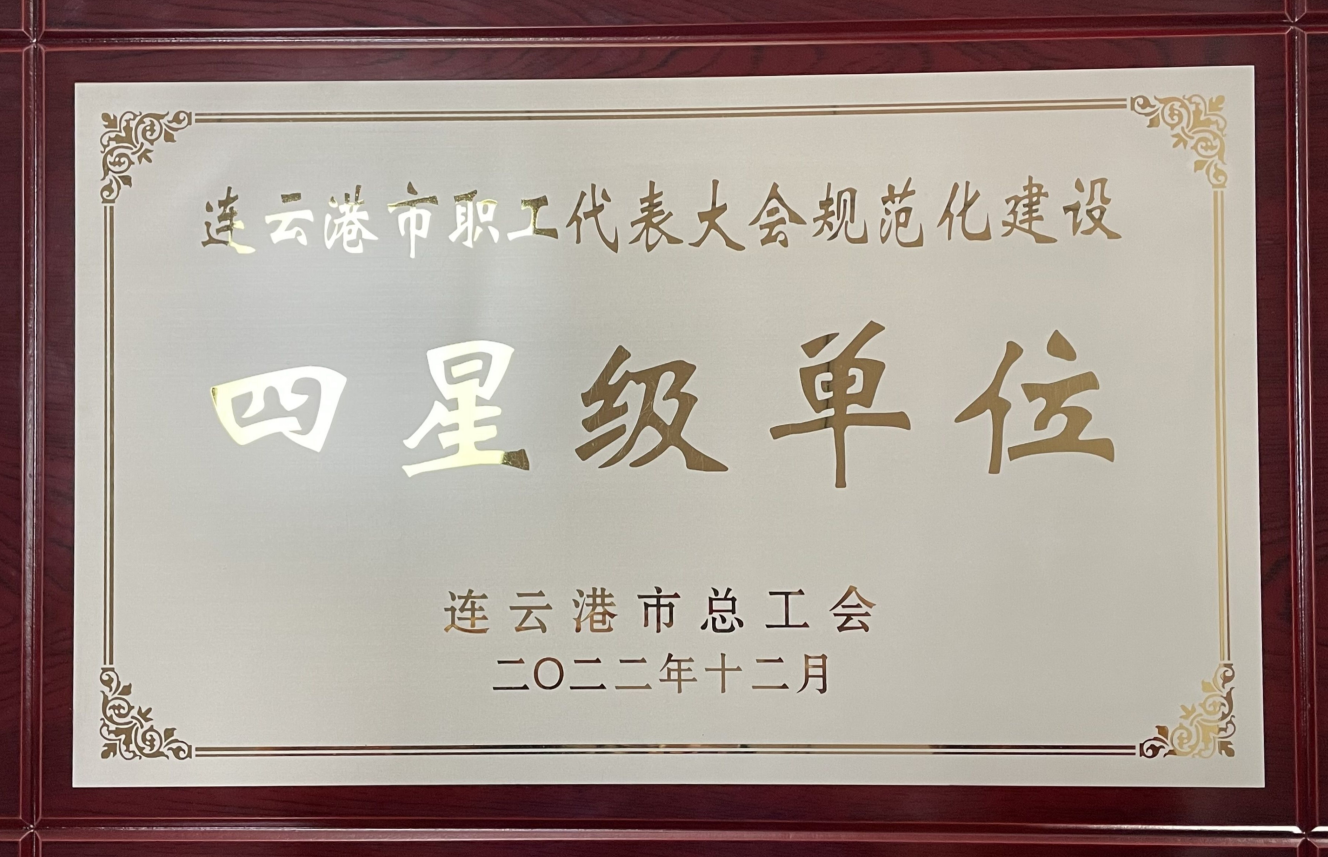 连云港市职工代表大会规范化建设
四星级单位
连云港市总工会
二〇二二年十二月